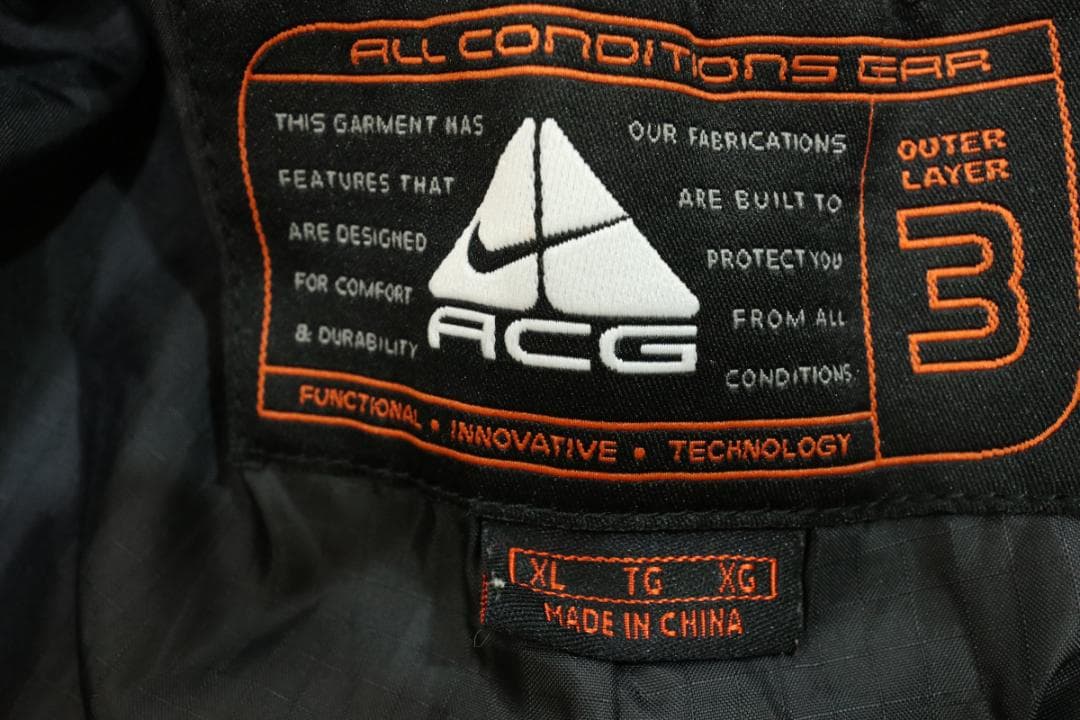 ALL CONDITIONS GEAR
THIS GARMENT HAS
FEATURES THAT
ARE DESIGNED
FOR COMFORT
& DURABILITY
ACG
OUR FABRICATIONS
ARE BUILT TO
PROTECT YOU
FROM ALL
CONDITIONS.
OUTER
LAYER
3
FUNCTIONAL • INNOVATIVE • TECHNOLOGY
XL TG XG
MADE IN CHINA